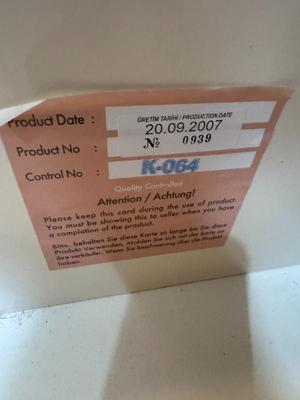 ÜRETİM TARİHİ / PRODUCTION DATE
Product Date : 20.09.2007
Product No : № 0939
Control No : K-064
Quality Controlled
Attention / Achtung!
Please keep this card during the use of product.
You must be showing this to seller when you have
a complation of the product.
Bitte, behalten Sie diese Karte so lange bis Sie dieser
Produkt Verwenden. Malden Sie sich mit der karte an
ihre verkäufer, Wenn Sie Beschwerung über die Produkt
haben.